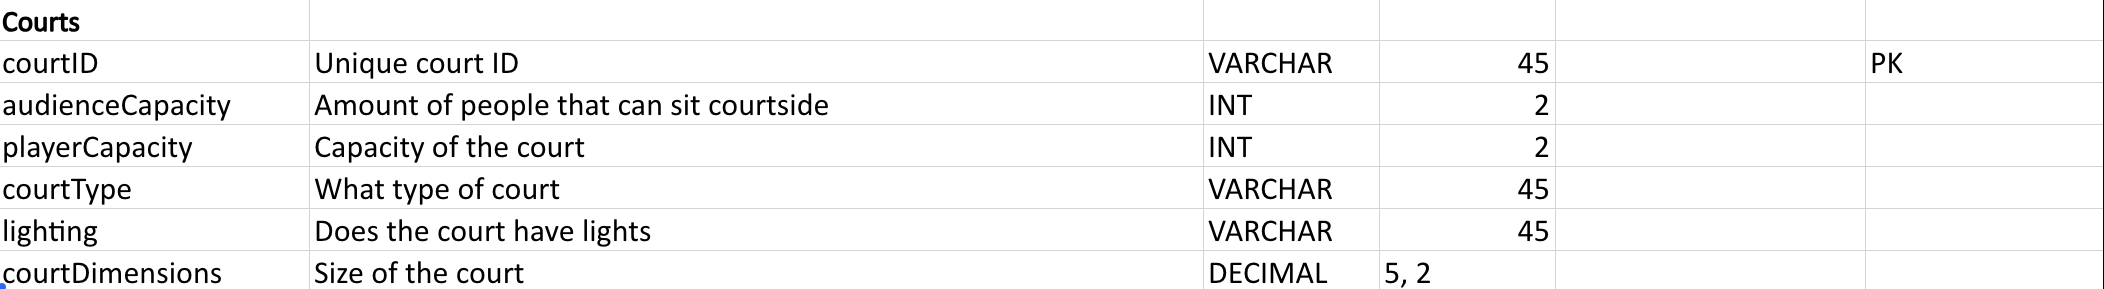 Courts
courtID Unique court ID VARCHAR 45 PK
audienceCapacity Amount of people that can sit courtside INT 2
playerCapacity Capacity of the court INT 2
courtType What type of court VARCHAR 45
lighting Does the court have lights VARCHAR 45
courtDimensions Size of the court DECIMAL 5, 2